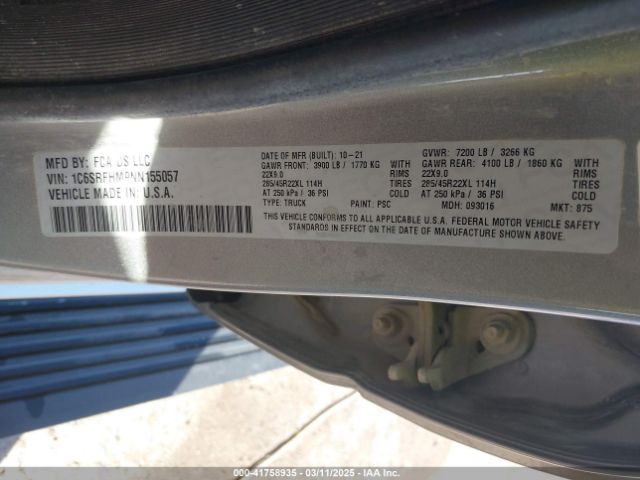 MFD BY: FCA US LLC
VIN: 1C6SRFHM9NN155057
VEHICLE MADE IN U.S.A.
DATE OF MFR (BUILT): 10-21
GAWR FRONT: 3900 LB / 1770 KG
22X9.0 RIMS
285/45R22XL 114H TIRES
AT 250 kPa / 36 PSI COLD
TYPE: TRUCK PAINT: PSC
GVWR: 7200 LB / 3266 KG
GAWR REAR: 4100 LB / 1860 KG
22X9.0 RIMS
285/45R22XL 114H TIRES
AT 250 kPa / 36 PSI COLD
MDH: 093016 MKT: 875
THIS VEHICLE CONFORMS TO ALL APPLICABLE U.S.A. FEDERAL MOTOR VEHICLE SAFETY
STANDARDS IN EFFECT ON THE DATE OF MANUFACTURE SHOWN ABOVE.
000-41758935 - 03/11/2025 - IAA Inc.